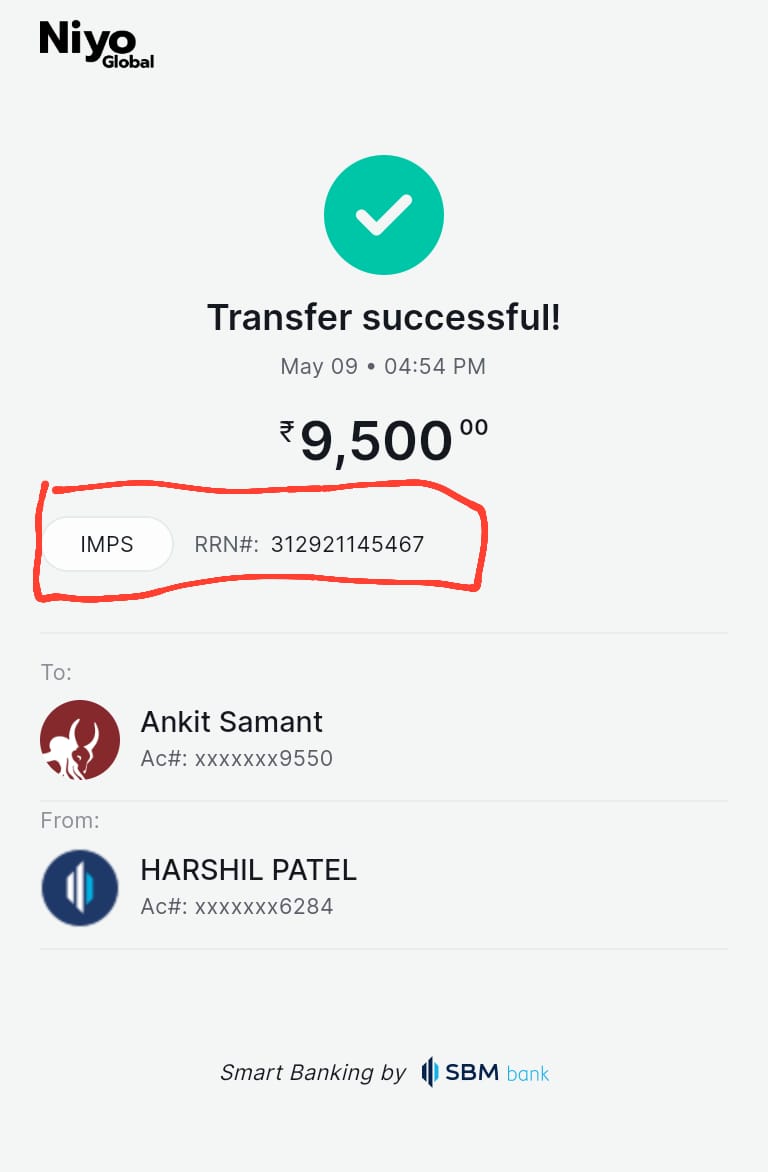 Niyo
Global
Transfer successful!
May 09 • 04:54 PM
₹9,500 00
IMPS RRN#: 312921145467
To:
Ankit Samant
Ac#: xxxxxxx9550
From:
HARSHIL PATEL
Ac#: xxxxxxx6284
Smart Banking by SBM bank